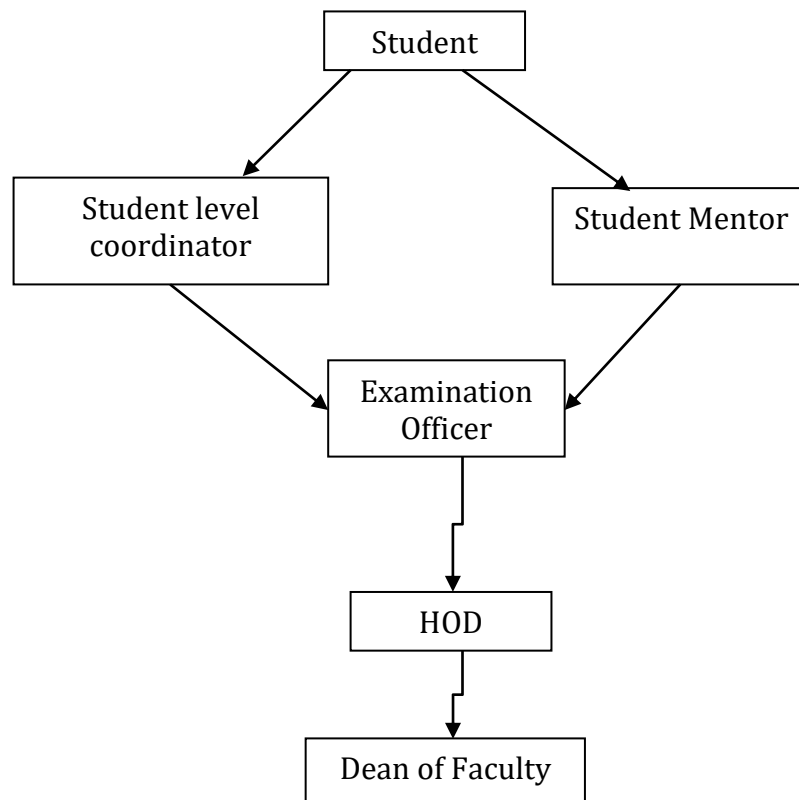 Student
Student level
coordinator
Student Mentor
Examination
Officer
HOD
Dean of Faculty